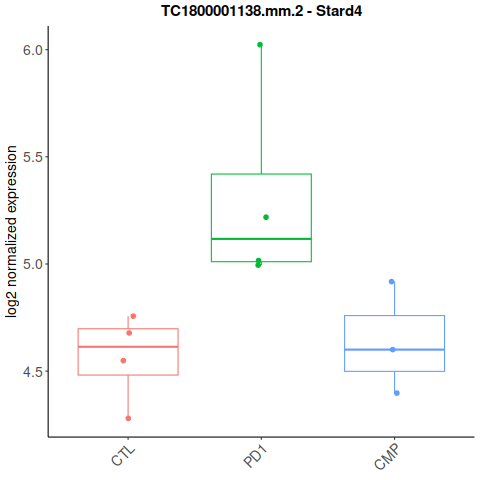 TC1800001138.mm.2 - Stard4
log2 normalized expression
6.0
5.5
5.0
4.5
CTL
PD1
CMP